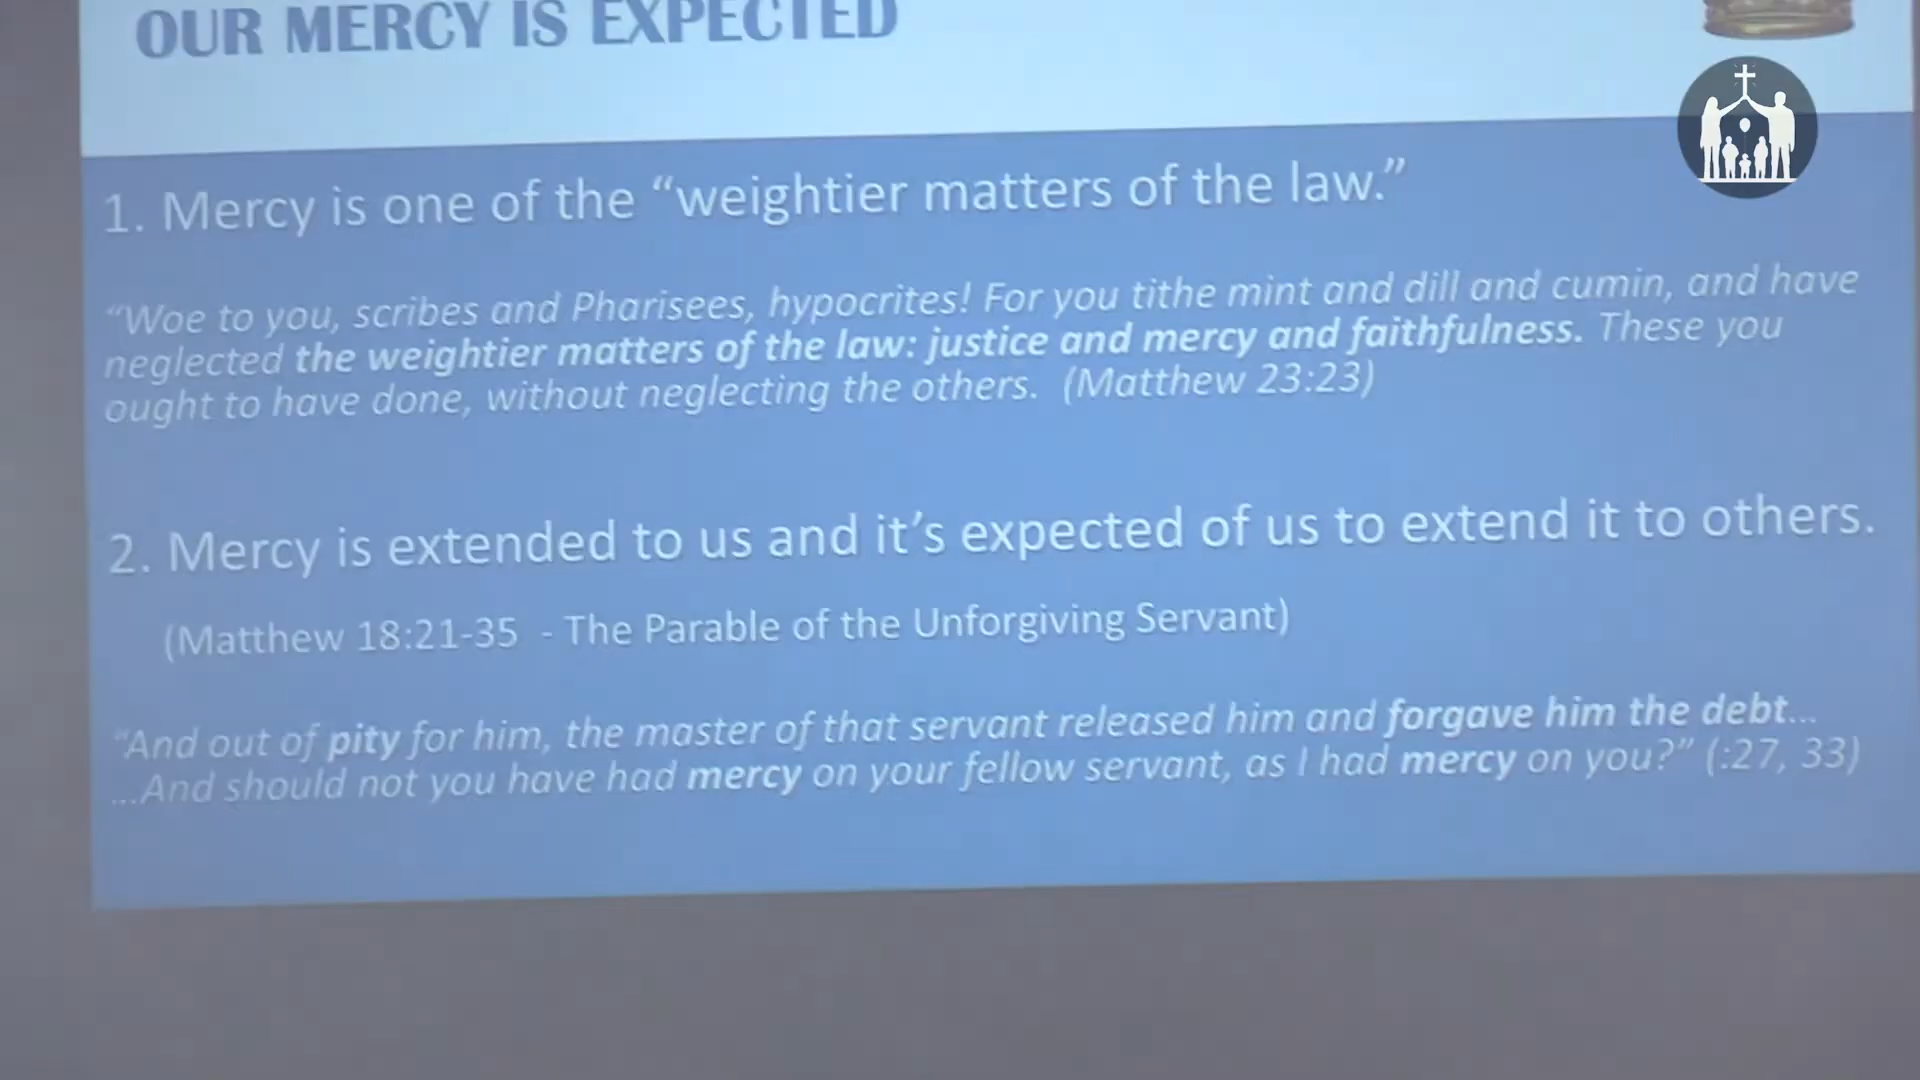 OUR MERCY IS EXPECTED
1. Mercy is one of the “weightier matters of the law.”
“Woe to you, scribes and Pharisees, hypocrites! For you tithe mint and dill and cumin, and have
neglected the weightier matters of the law: justice and mercy and faithfulness. These you
ought to have done, without neglecting the others. (Matthew 23:23)
2. Mercy is extended to us and it’s expected of us to extend it to others.
(Matthew 18:21-35 - The Parable of the Unforgiving Servant)
“And out of pity for him, the master of that servant released him and forgave him the debt...
...And should not you have had mercy on your fellow servant, as I had mercy on you?” (:27, 33)